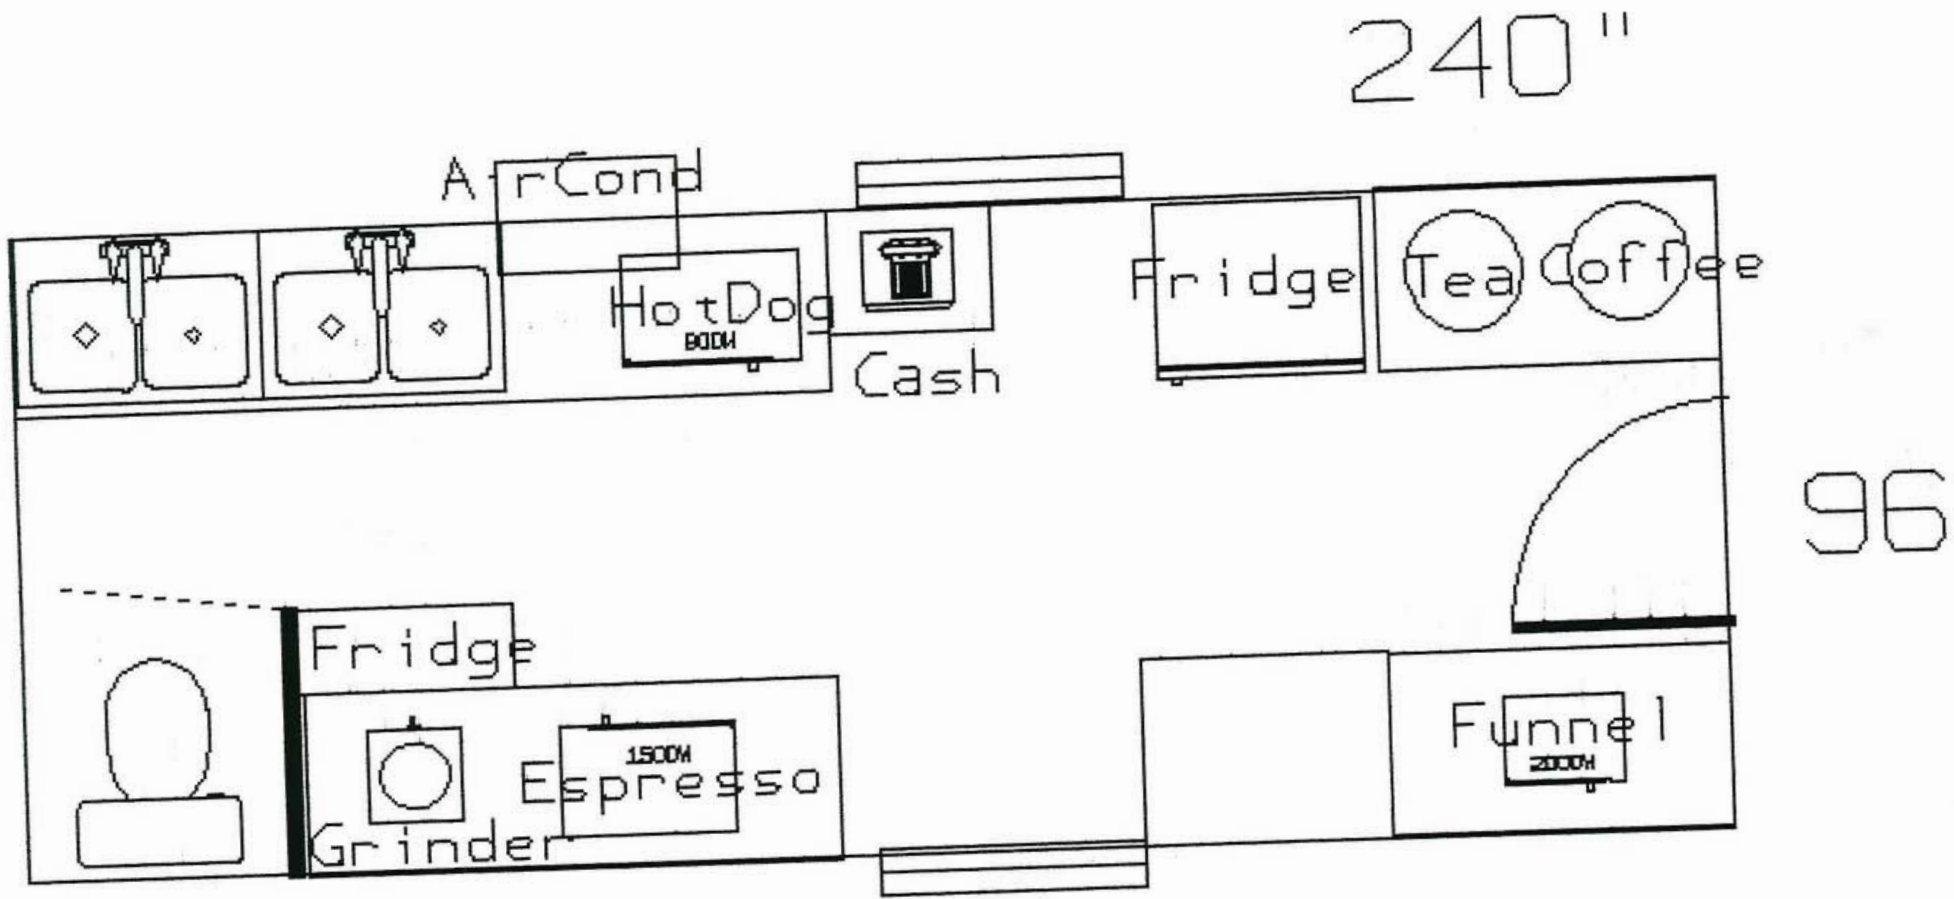 240"
AirCond
Fridge
Tea
Coffee
HotDog
800W
Cash
96
Fridge
1500W
Espresso
Grinder
Funnel
2000W